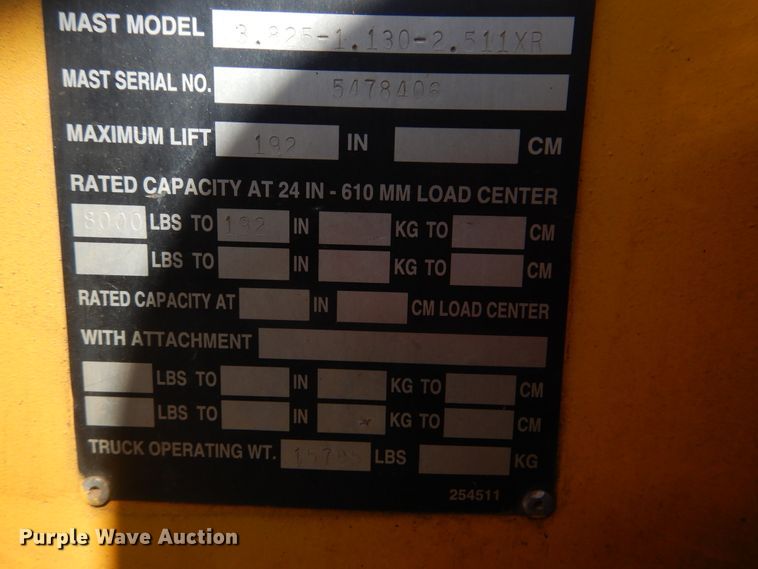 MAST MODEL 3.825-1.130-2.511XR
MAST SERIAL NO. 5478406
MAXIMUM LIFT 192 IN CM
RATED CAPACITY AT 24 IN - 610 MM LOAD CENTER
8000 LBS TO 192 IN KG TO CM
LBS TO IN KG TO CM
RATED CAPACITY AT IN CM LOAD CENTER
WITH ATTACHMENT
LBS TO IN KG TO CM
LBS TO IN KG TO CM
TRUCK OPERATING WT. LBS KG
254511
Purple Wave Auction